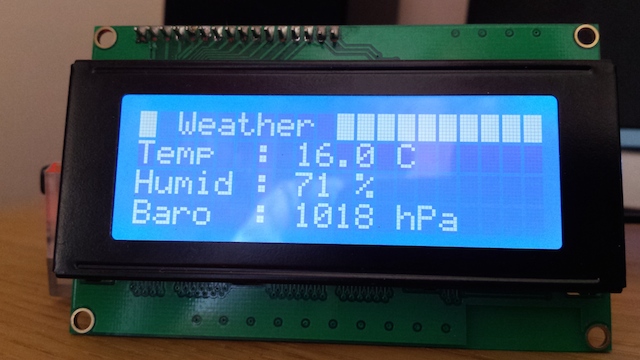 █ Weather ██████████
Temp  : 16.0 C
Humid : 71 %
Baro  : 1018 hPa